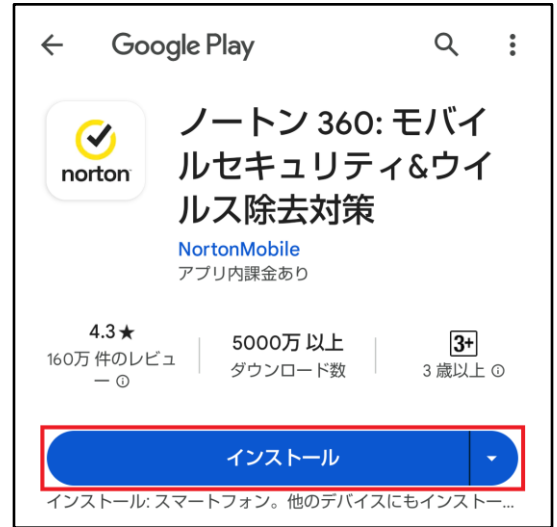 Google Play
norton
ノートン 360: モバイ
ルセキュリティ&ウイ
ルス除去対策
NortonMobile
アプリ内課金あり
4.3★
160万 件のレビュ
ー
5000万 以上
ダウンロード数
3+
3 歳以上
インストール
インストール: スマートフォン。他のデバイスにもインストー...